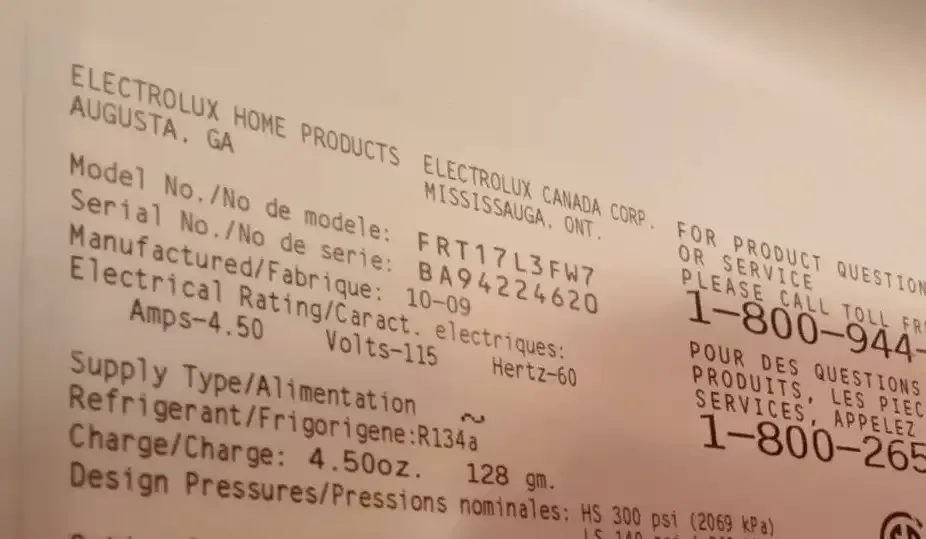 ELECTROLUX HOME PRODUCTS
AUGUSTA, GA
ELECTROLUX CANADA CORP.
MISSISSAUGA, ONT.
Model No./No de modele: FRT17L3FW7
Serial No./No de serie: BA94224620
Manufactured/Fabrique: 10-09
Electrical Rating/Caract. electriques:
Amps-4.50 Volts-115 Hertz-60
Supply Type/Alimentation ~
Refrigerant/Frigorigene:R134a
Charge/Charge: 4.50oz. 128 gm.
Design Pressures/Pressions nominales: HS 300 psi (2069 kPa)
FOR PRODUCT QUESTION
OR SERVICE
PLEASE CALL TOLL FR
1-800-944-
POUR DES QUESTIONS
PRODUITS, LES PIEC
SERVICES, APPELEZ
1-800-265